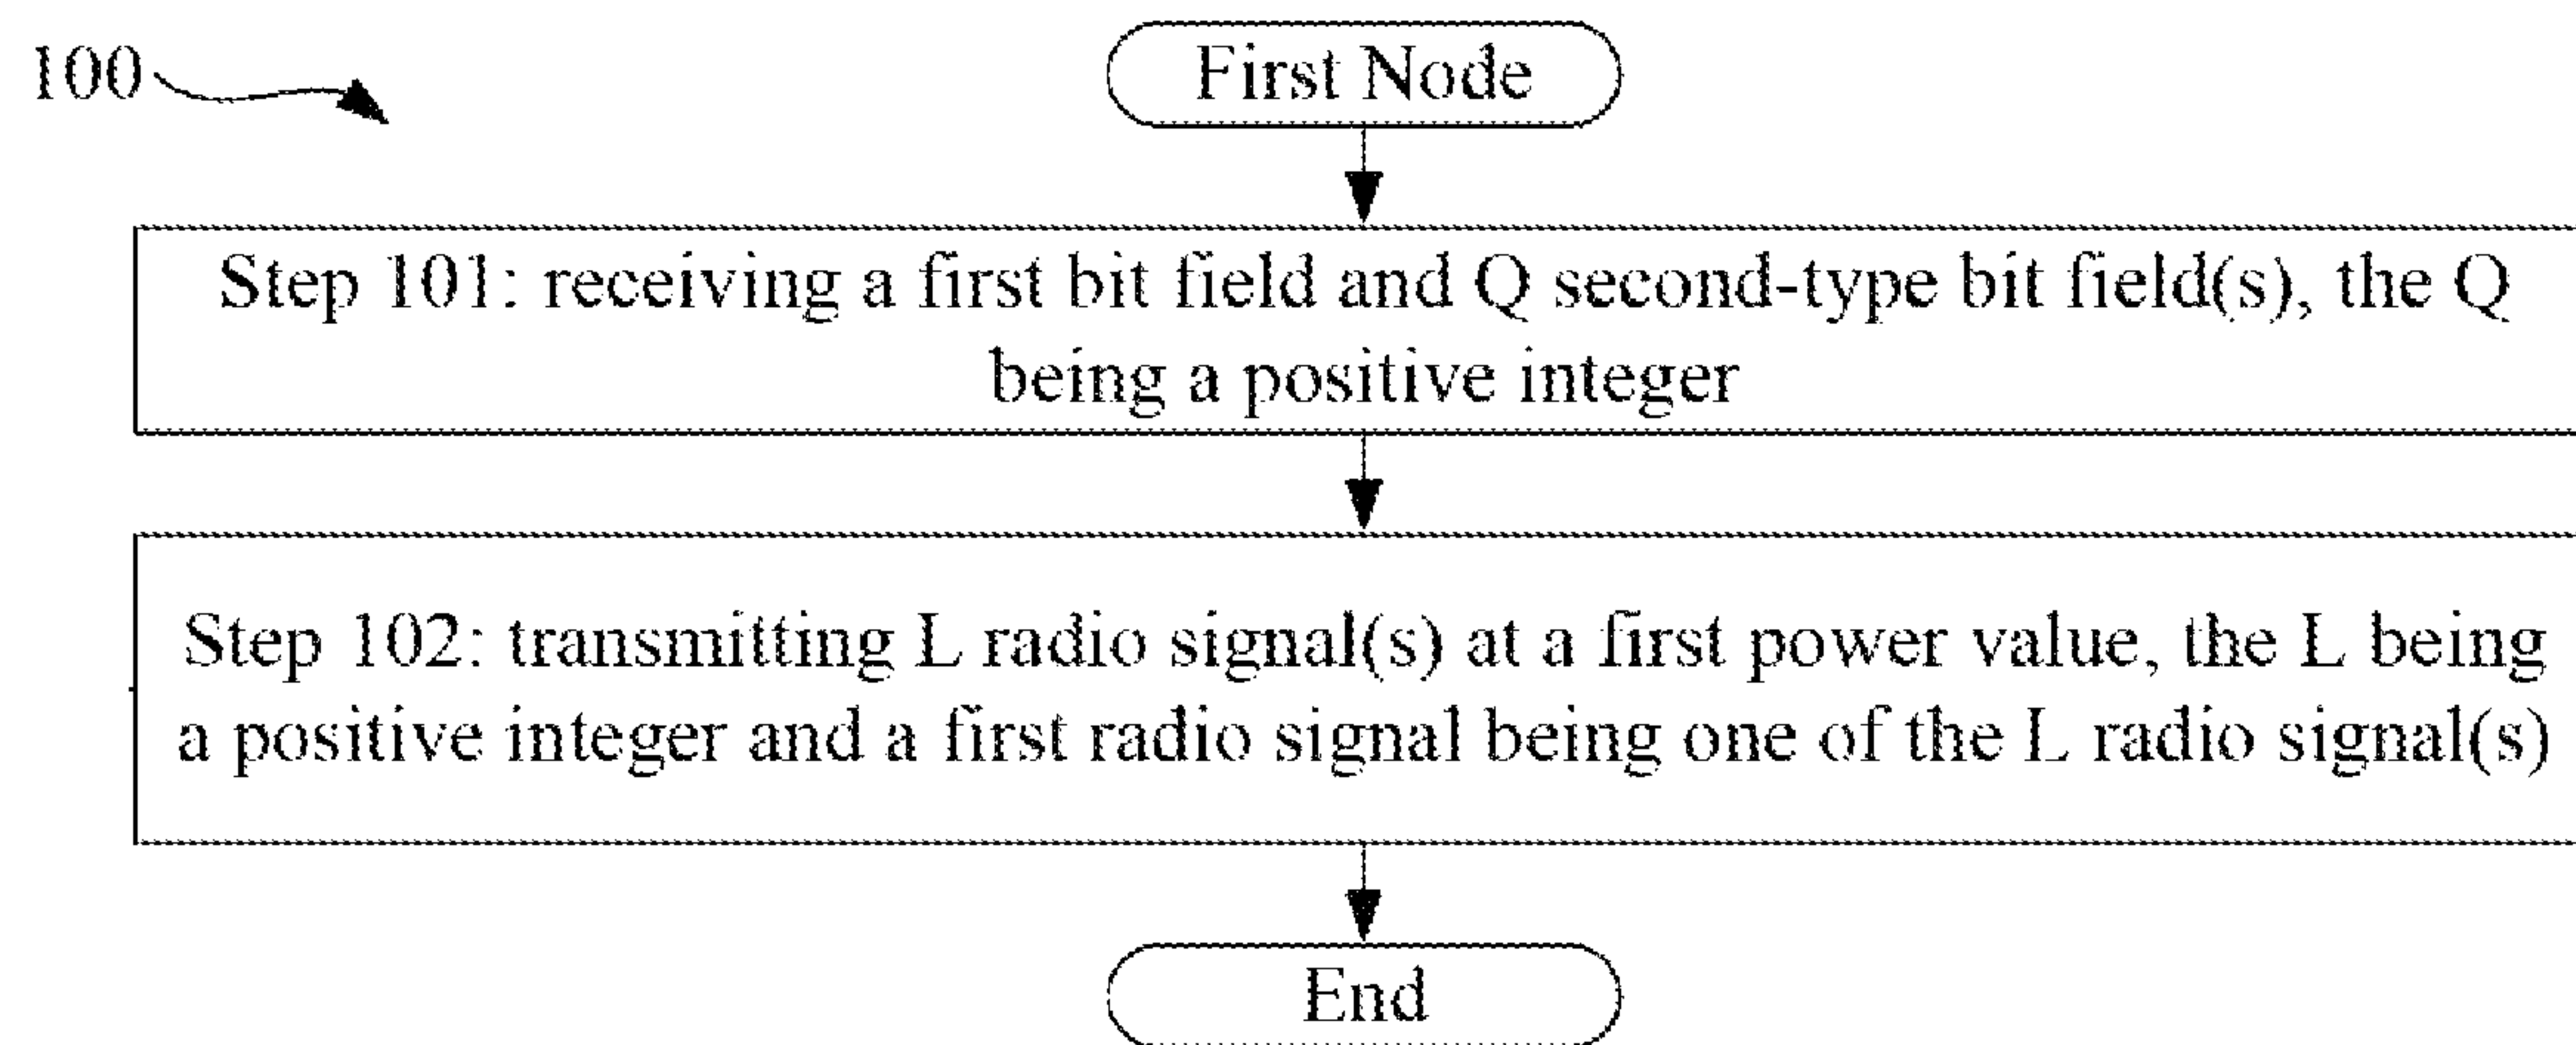 100
First Node
Step 101: receiving a first bit field and Q second-type bit field(s), the Q
being a positive integer
Step 102: transmitting L radio signal(s) at a first power value, the L being
a positive integer and a first radio signal being one of the L radio signal(s)
End